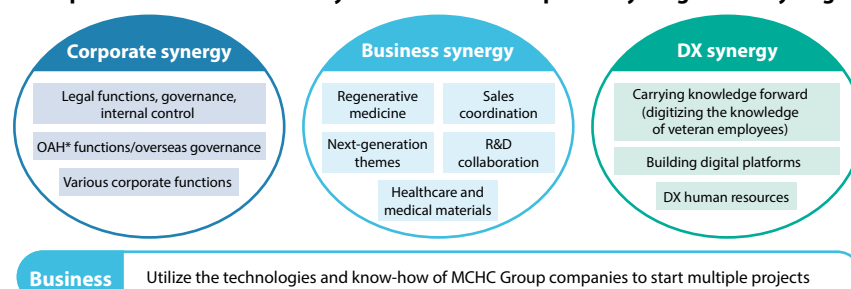 Corporate synergy
Legal functions, governance,
internal control
OAH* functions/overseas governance
Various corporate functions
Business synergy
Regenerative
medicine
Sales
coordination
Next-generation
themes
R&D
collaboration
Healthcare and
medical materials
DX synergy
Carrying knowledge forward
(digitizing the knowledge
of veteran employees)
Building digital platforms
DX human resources
Business
Utilize the technologies and know-how of MCHC Group companies to start multiple projects